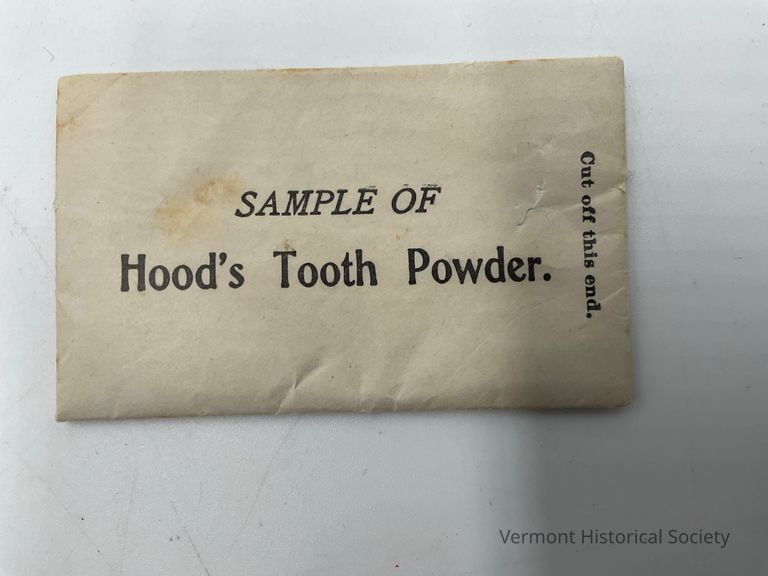 SAMPLE OF
Hood's Tooth Powder.
Cut off this end.
Vermont Historical Society